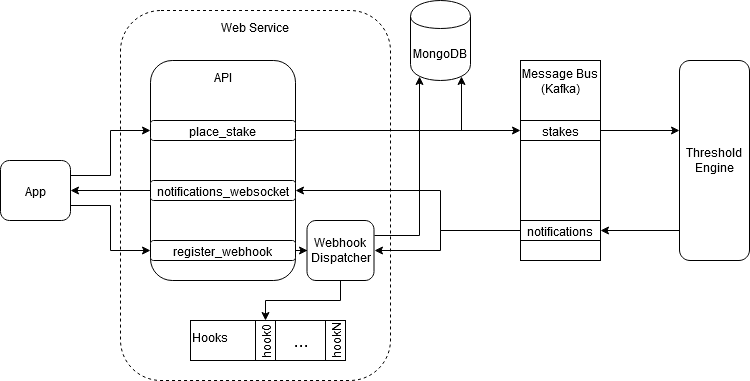 Web Service
MongoDB
API
Message Bus
(Kafka)
place_stake
stakes
Threshold
Engine
App
notifications_websocket
notifications
register_webhook
Webhook
Dispatcher
Hooks
hook0
...
hookN